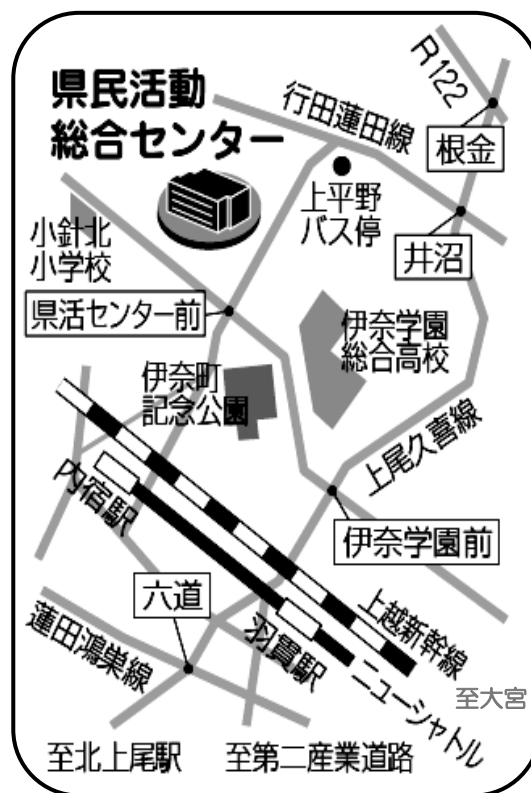 県民活動
総合センター
R122
行田蓮田線
根金
上平野
バス停
井沼
小針北
小学校
県活センター前
伊奈学園
総合高校
伊奈町
記念公園
上尾久喜線
内宿駅
伊奈学園前
六道
羽貫駅
上越新幹線
蓮田鴻巣線
ニューシャトル
至大宮
至北上尾駅
至第二産業道路